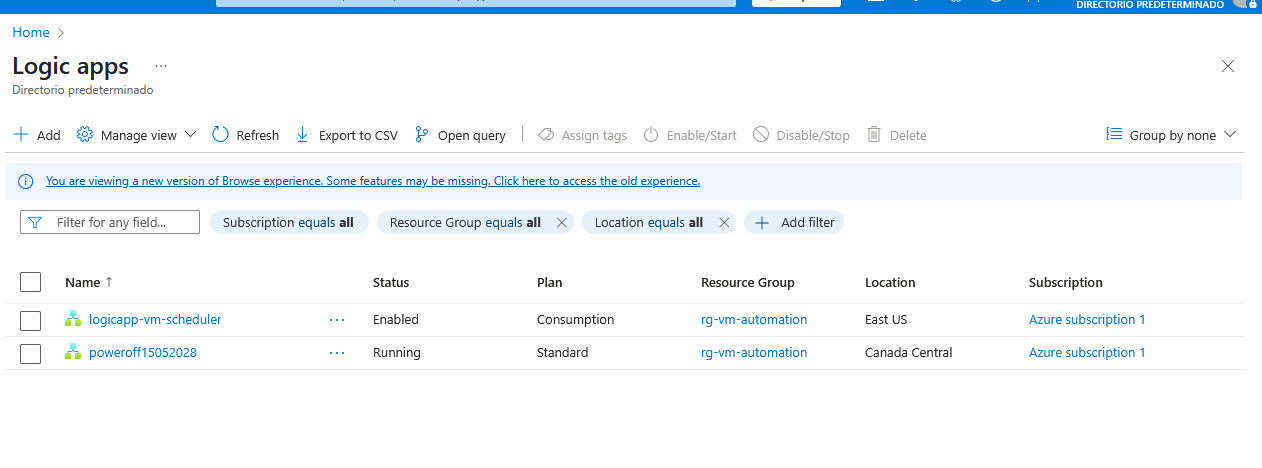 DIRECTORIO PREDETERMINADO
Home
Logic apps ...
Directorio predeterminado
Add Manage view Refresh Export to CSV Open query Assign tags Enable/Start Disable/Stop Delete Group by none
You are viewing a new version of Browse experience. Some features may be missing. Click here to access the old experience.
Filter for any field... Subscription equals all Resource Group equals all Location equals all Add filter
Name ↑ Status Plan Resource Group Location Subscription
logicapp-vm-scheduler ... Enabled Consumption rg-vm-automation East US Azure subscription 1
poweroff15052028 ... Running Standard rg-vm-automation Canada Central Azure subscription 1